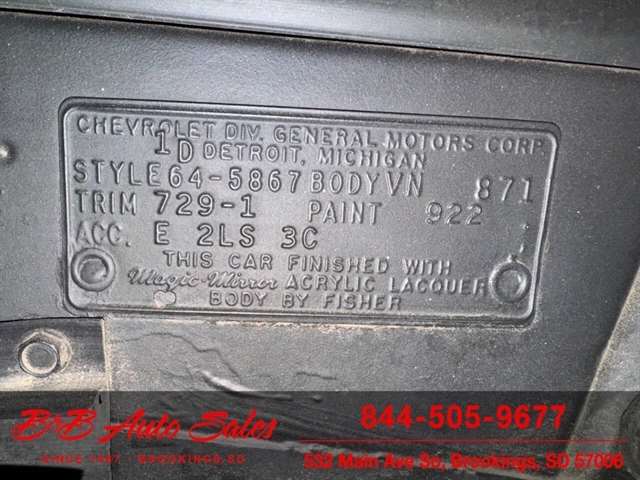 CHEVROLET DIV. GENERAL MOTORS CORP.
1D DETROIT, MICHIGAN
STYLE 64-5867 BODY VN 871
TRIM 729-1 PAINT 922
ACC. E 2LS 3C
THIS CAR FINISHED WITH
Magic-Mirror ACRYLIC LACQUER
BODY BY FISHER
B&B Auto Sales
844-505-9677
BROOKINGS, SD
532 Main Ave So, Brookings, SD 57006